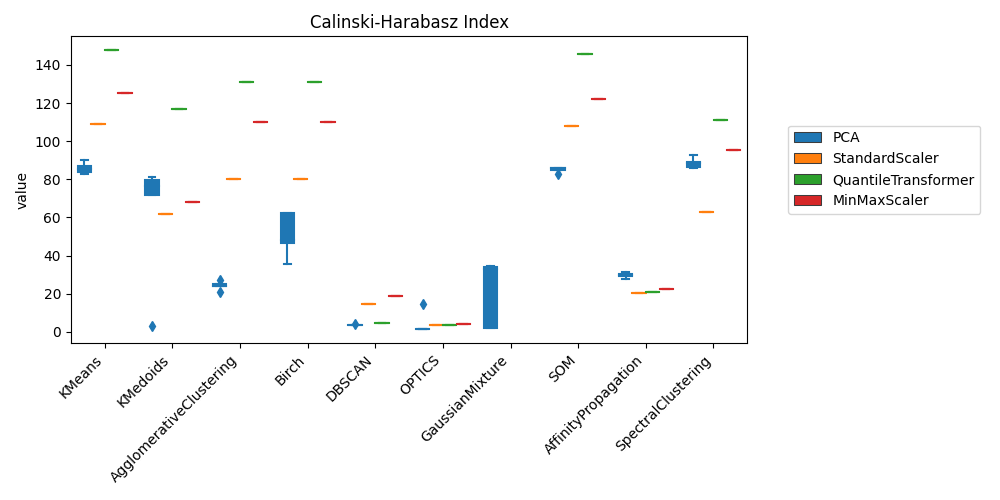 Calinski-Harabasz Index
value
140
120
100
80
60
40
20
0
KMeans
KMedoids
AgglomerativeClustering
Birch
DBSCAN
OPTICS
GaussianMixture
SOM
AffinityPropagation
SpectralClustering
PCA
StandardScaler
QuantileTransformer
MinMaxScaler